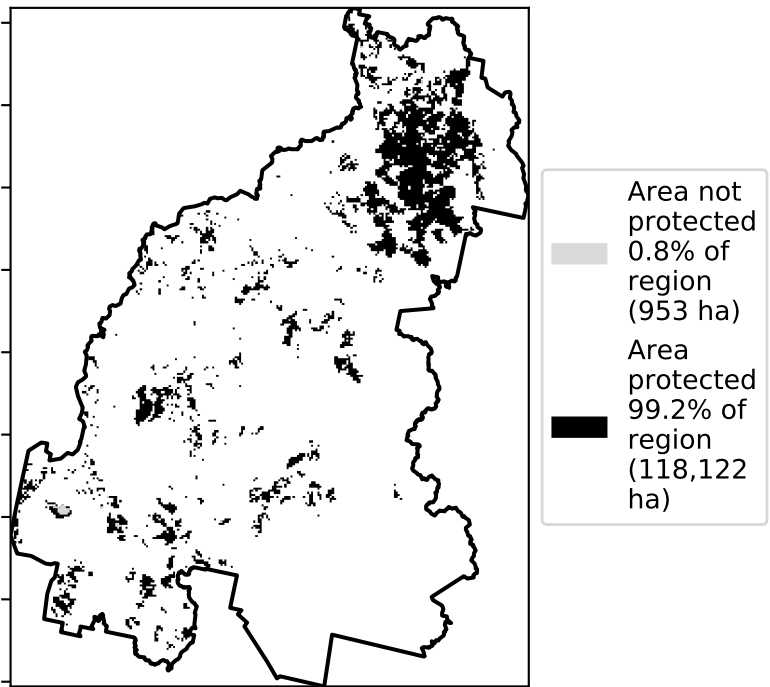 Area not
protected
0.8% of
region
(953 ha)
Area
protected
99.2% of
region
(118,122
ha)